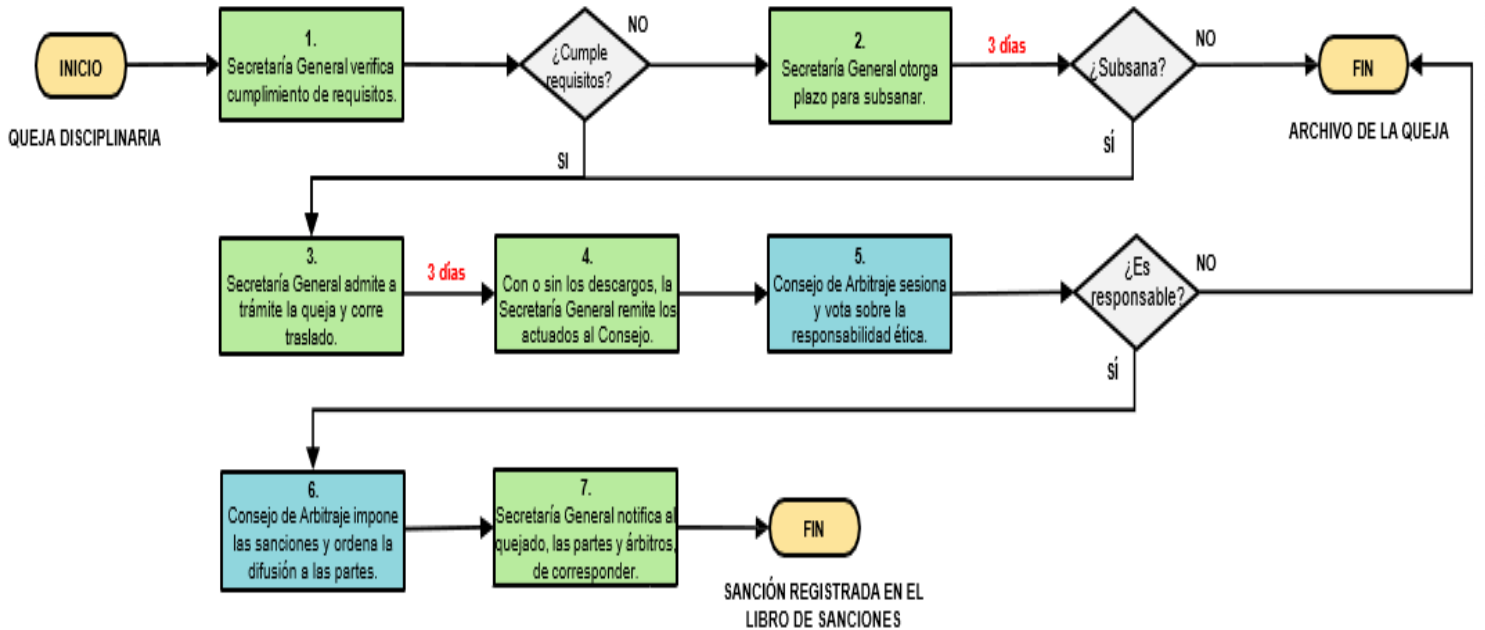 INICIO
QUEJA DISCIPLINARIA
1.
Secretaría General verifica
cumplimiento de requisitos.
¿Cumple
requisitos?
NO
SI
2.
Secretaría General otorga
plazo para subsanar.
3 días
¿Subsana?
NO
SÍ
FIN
ARCHIVO DE LA QUEJA
3.
Secretaría General admite a
trámite la queja y corre
traslado.
3 días
4.
Con o sin los descargos, la
Secretaría General remite los
actuados al Consejo.
5.
Consejo de Arbitraje sesiona
y vota sobre la
responsabilidad ética.
¿Es
responsable?
NO
SÍ
6.
Consejo de Arbitraje impone
las sanciones y ordena la
difusión a las partes.
7.
Secretaría General notifica al
quejado, las partes y árbitros,
de corresponder.
FIN
SANCIÓN REGISTRADA EN EL
LIBRO DE SANCIONES